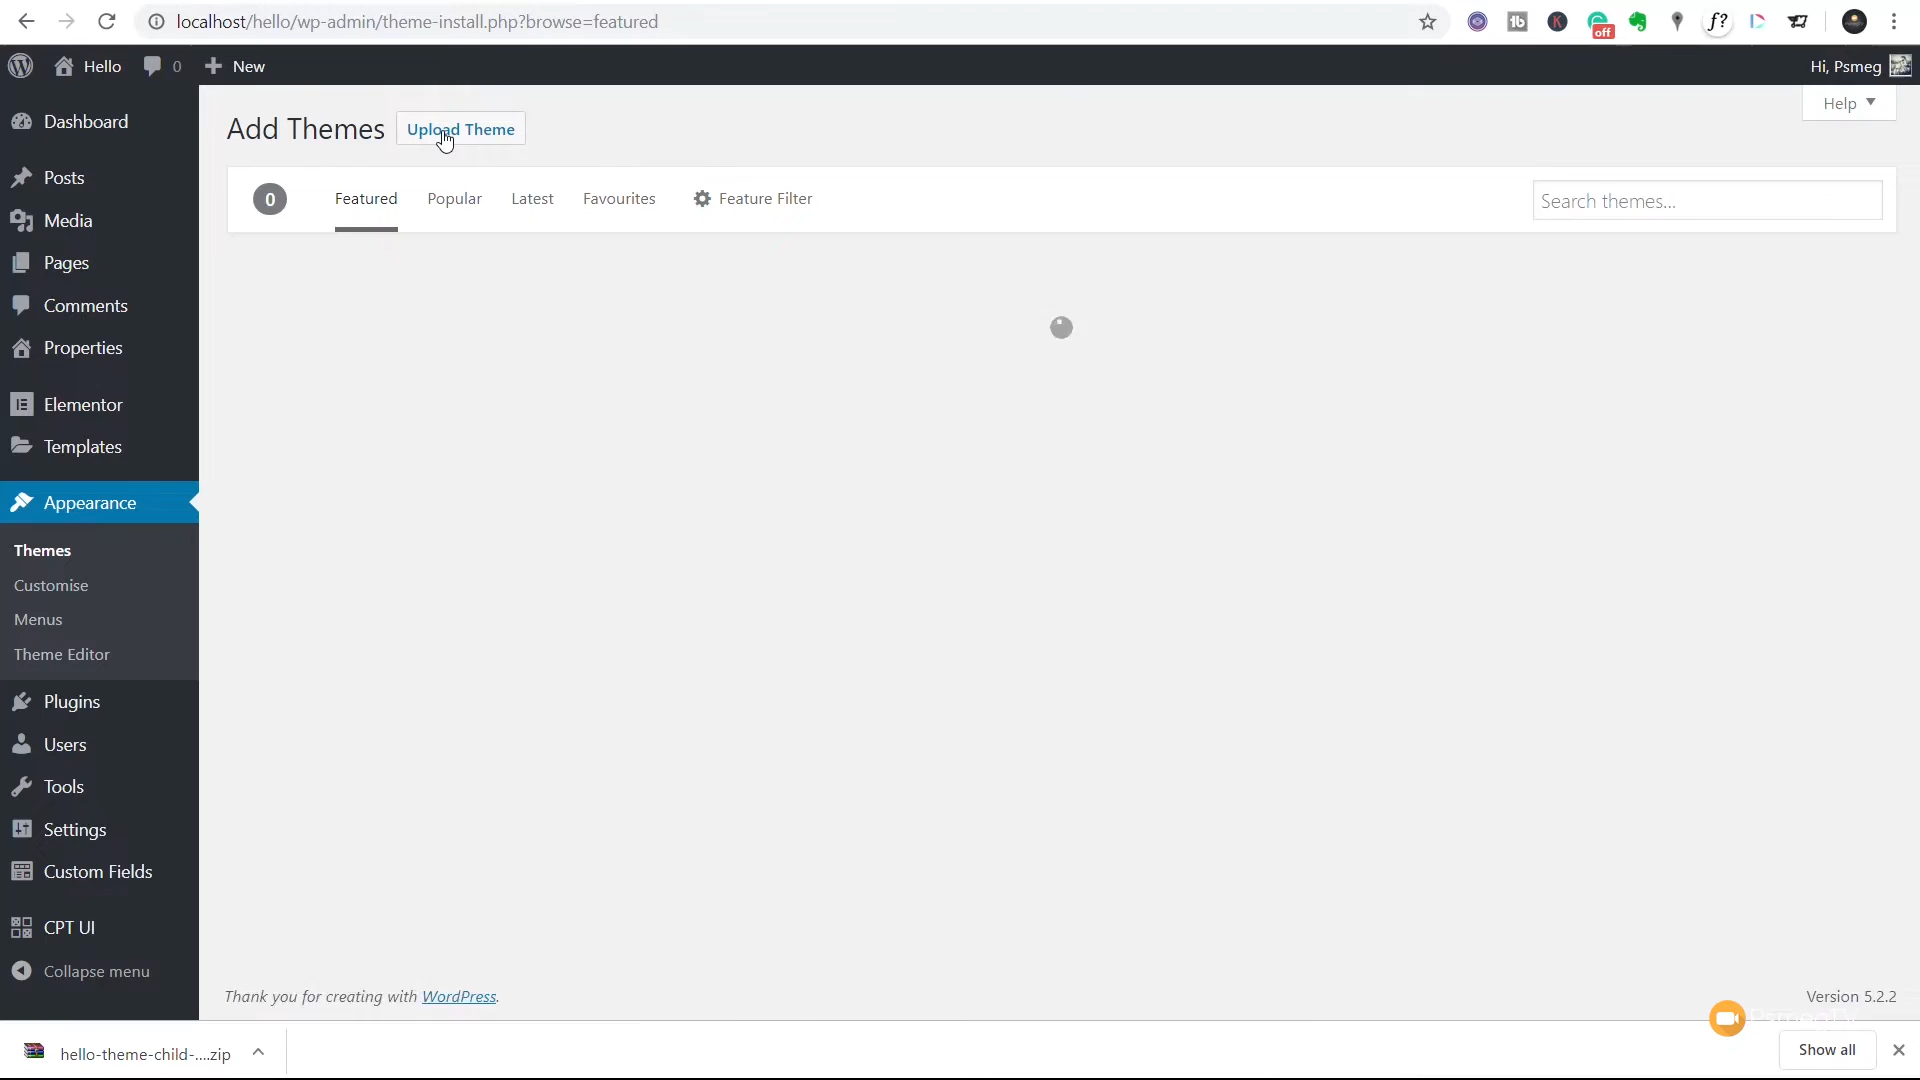 localhost/hello/wp-admin/theme-install.php?browse=featured
off
f?
Hello
0
New
Hi, Psmeg
Dashboard
Posts
Media
Pages
Comments
Properties
Elementor
Templates
Appearance
Themes
Customise
Menus
Theme Editor
Plugins
Users
Tools
Settings
Custom Fields
CPT UI
Collapse menu
Help
Add Themes
Upload Theme
0
Featured
Popular
Latest
Favourites
Feature Filter
Search themes...
Thank you for creating with WordPress.
Version 5.2.2
PsmegTV
hello-theme-child-....zip
Show all